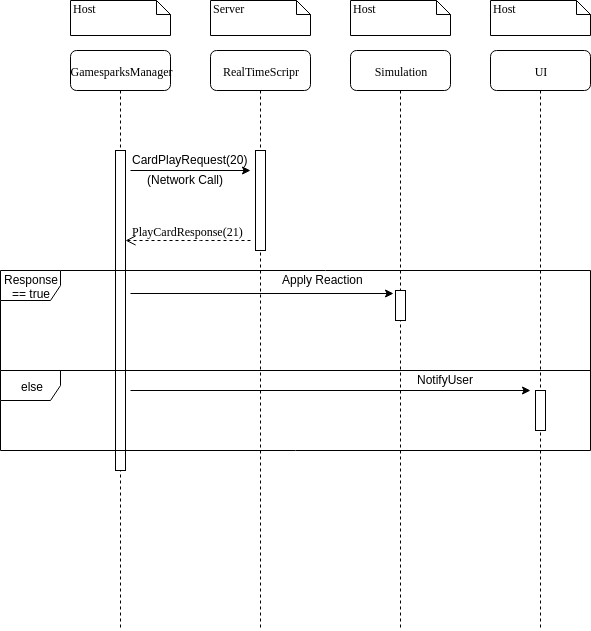 Host
Server
Host
Host
GamesparksManager
RealTimeScripr
Simulation
UI
CardPlayRequest(20)
(Network Call)
PlayCardResponse(21)
Response
== true
Apply Reaction
else
NotifyUser